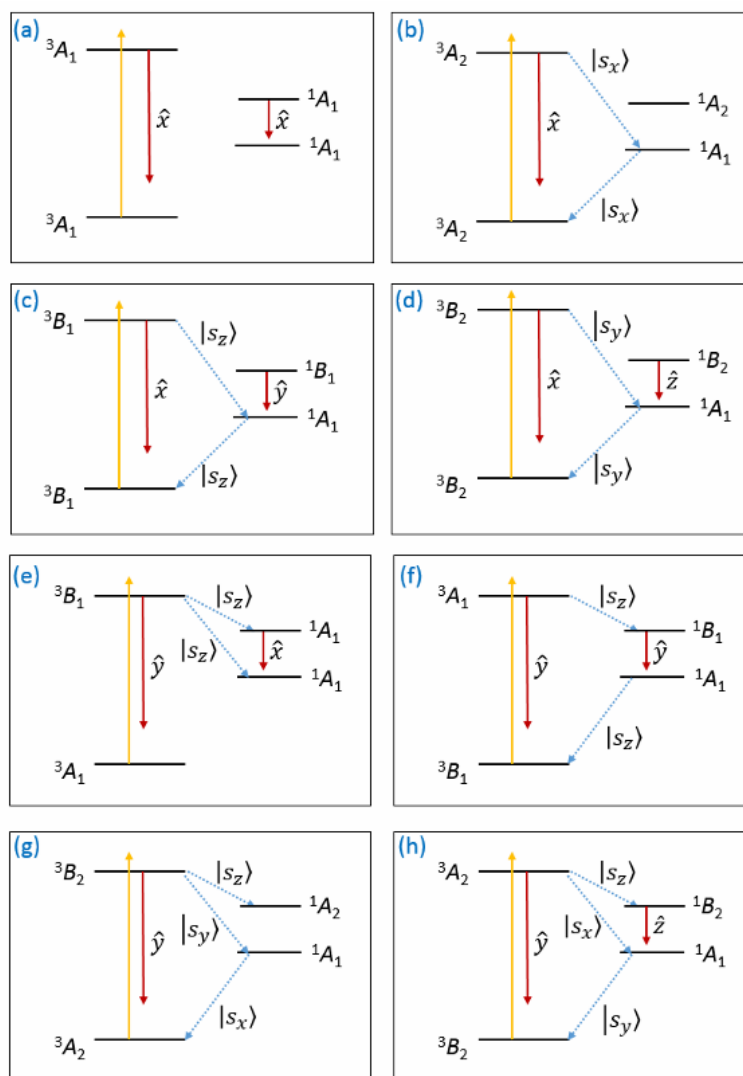 (a)
³A₁
x̂
¹A₁
x̂
¹A₁
³A₁
(b)
³A₂
|sₓ⟩
x̂
¹A₂
¹A₁
|sₓ⟩
³A₂
(c)
³B₁
|s_z⟩
x̂
¹B₁
ŷ
¹A₁
|s_z⟩
³B₁
(d)
³B₂
|s_y⟩
x̂
¹B₂
ẑ
¹A₁
|s_y⟩
³B₂
(e)
³B₁
|s_z⟩
|s_z⟩
ŷ
¹A₁
x̂
¹A₁
³A₁
(f)
³A₁
|s_z⟩
ŷ
¹B₁
ŷ
¹A₁
|s_z⟩
³B₁
(g)
³B₂
|s_z⟩
|s_y⟩
ŷ
¹A₂
¹A₁
|sₓ⟩
³A₂
(h)
³A₂
|s_z⟩
|sₓ⟩
ŷ
¹B₂
ẑ
¹A₁
|s_y⟩
³B₂